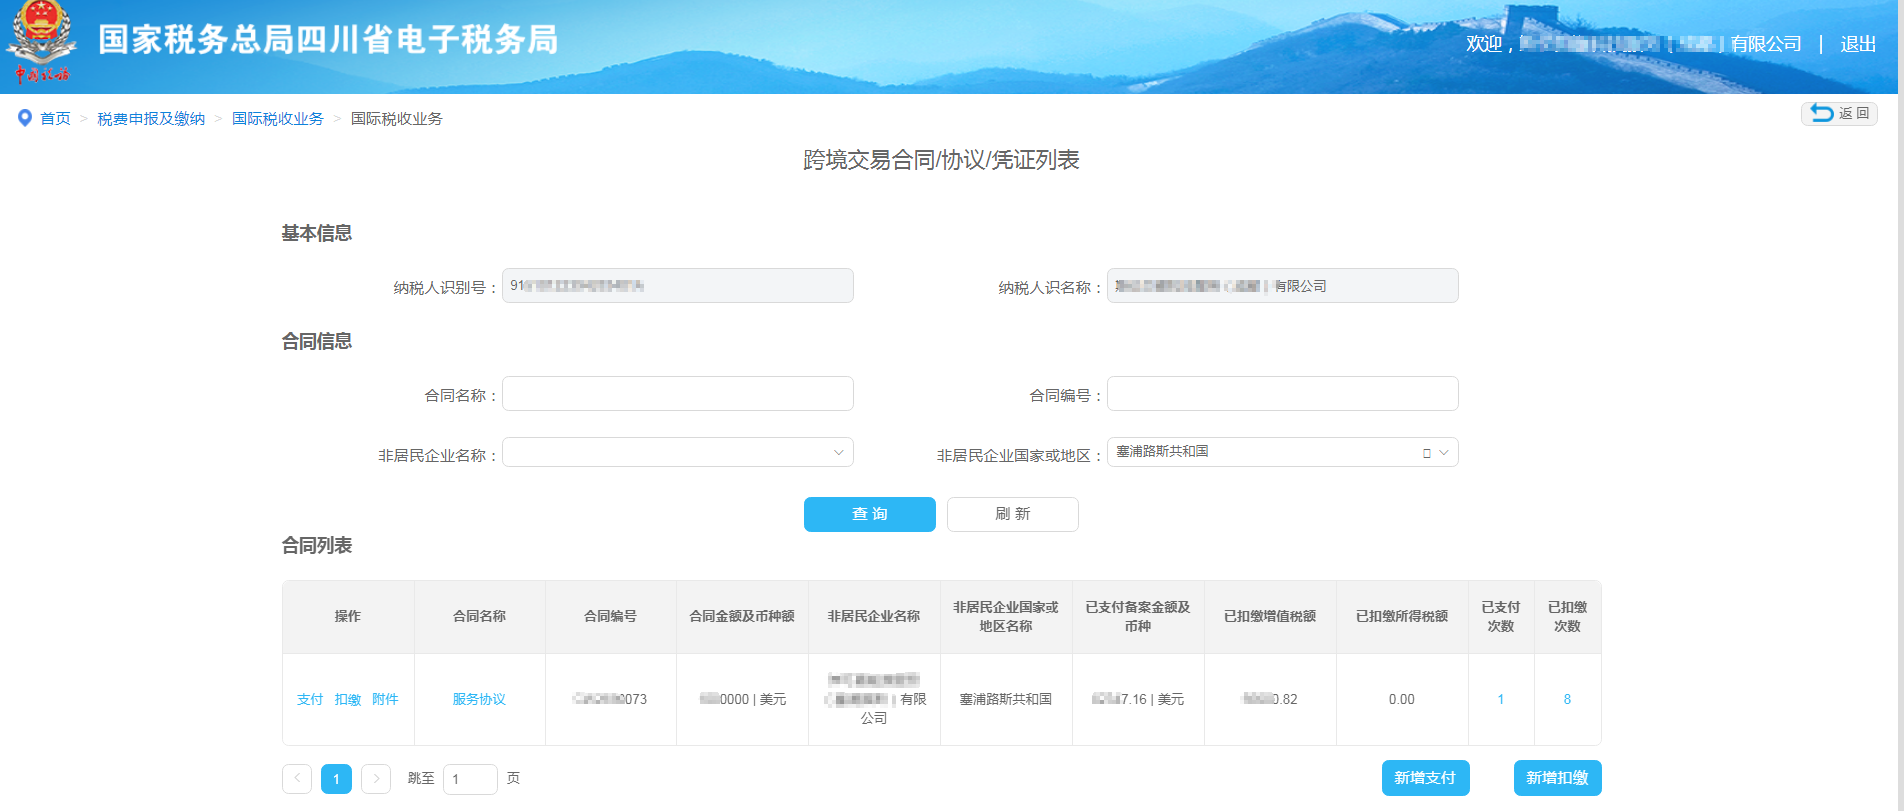 国家税务总局四川省电子税务局
中国税务
欢迎，有限公司 | 退出
首页 > 税费申报及缴纳 > 国际税收业务 > 国际税收业务
返回
跨境交易合同/协议/凭证列表
基本信息
纳税人识别号： 91
纳税人识名称： 有限公司
合同信息
合同名称：
合同编号：
非居民企业名称：
非居民企业国家或地区： 塞浦路斯共和国
查询 刷新
合同列表
操作 合同名称 合同编号 合同金额及币种额 非居民企业名称 非居民企业国家或地区名称 已支付备案金额及币种 已扣缴增值税额 已扣缴所得税额 已支付次数 已扣缴次数
支付 扣缴 附件 服务协议 0073 0000 | 美元 有限公司 塞浦路斯共和国 7.16 | 美元 0.82 0.00 1 8
< 1 > 跳至 1 页
新增支付 新增扣缴